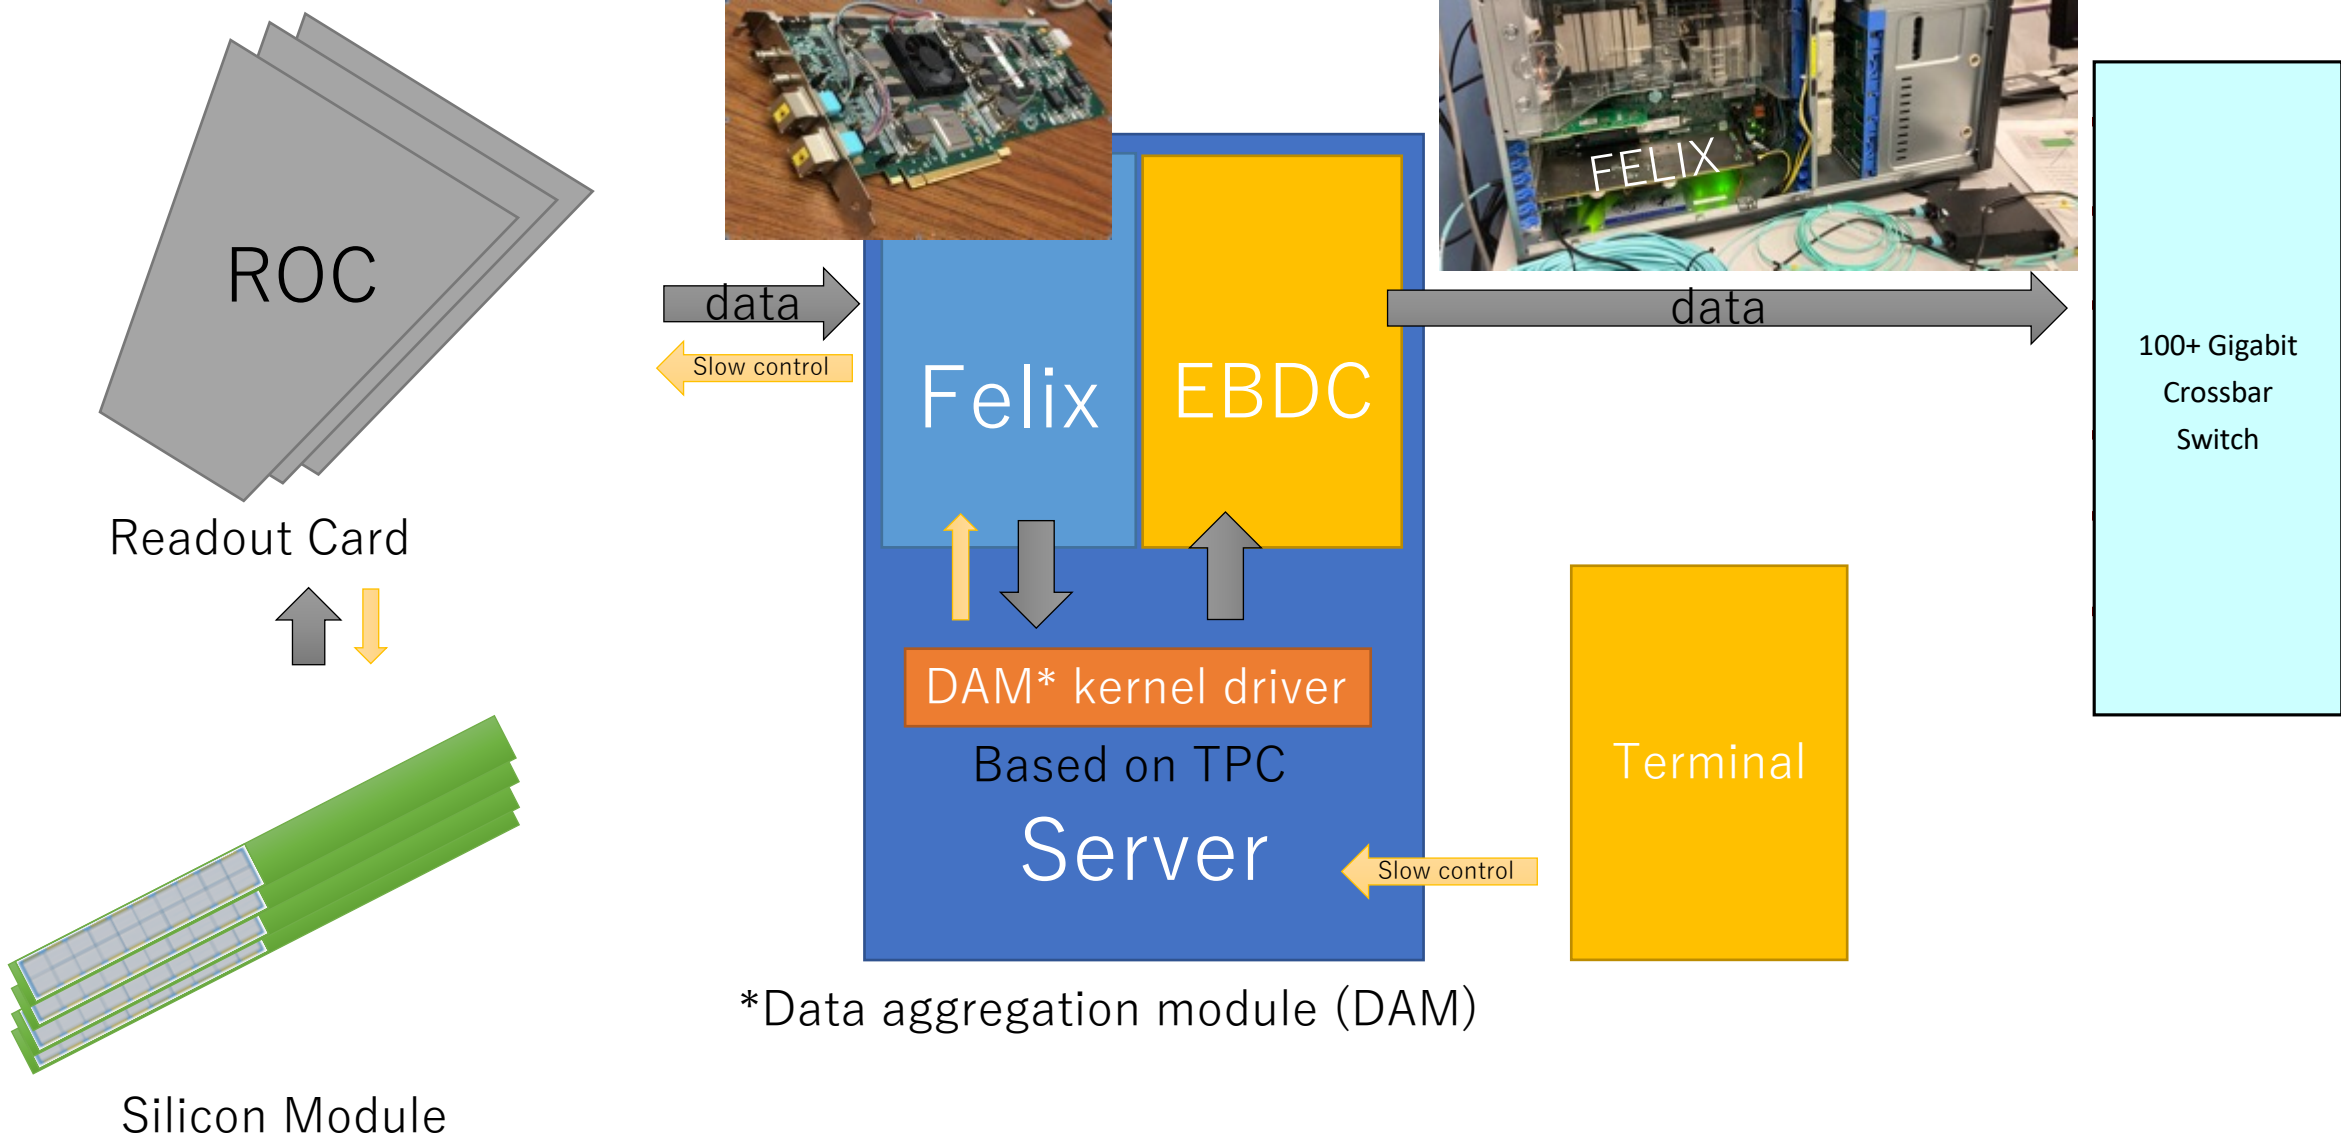 ROC
Readout Card
Silicon Module
data
Slow control
Felix
EBDC
DAM* kernel driver
Based on TPC
Server
*Data aggregation module (DAM)
FELIX
data
Slow control
Terminal
100+ Gigabit
Crossbar
Switch